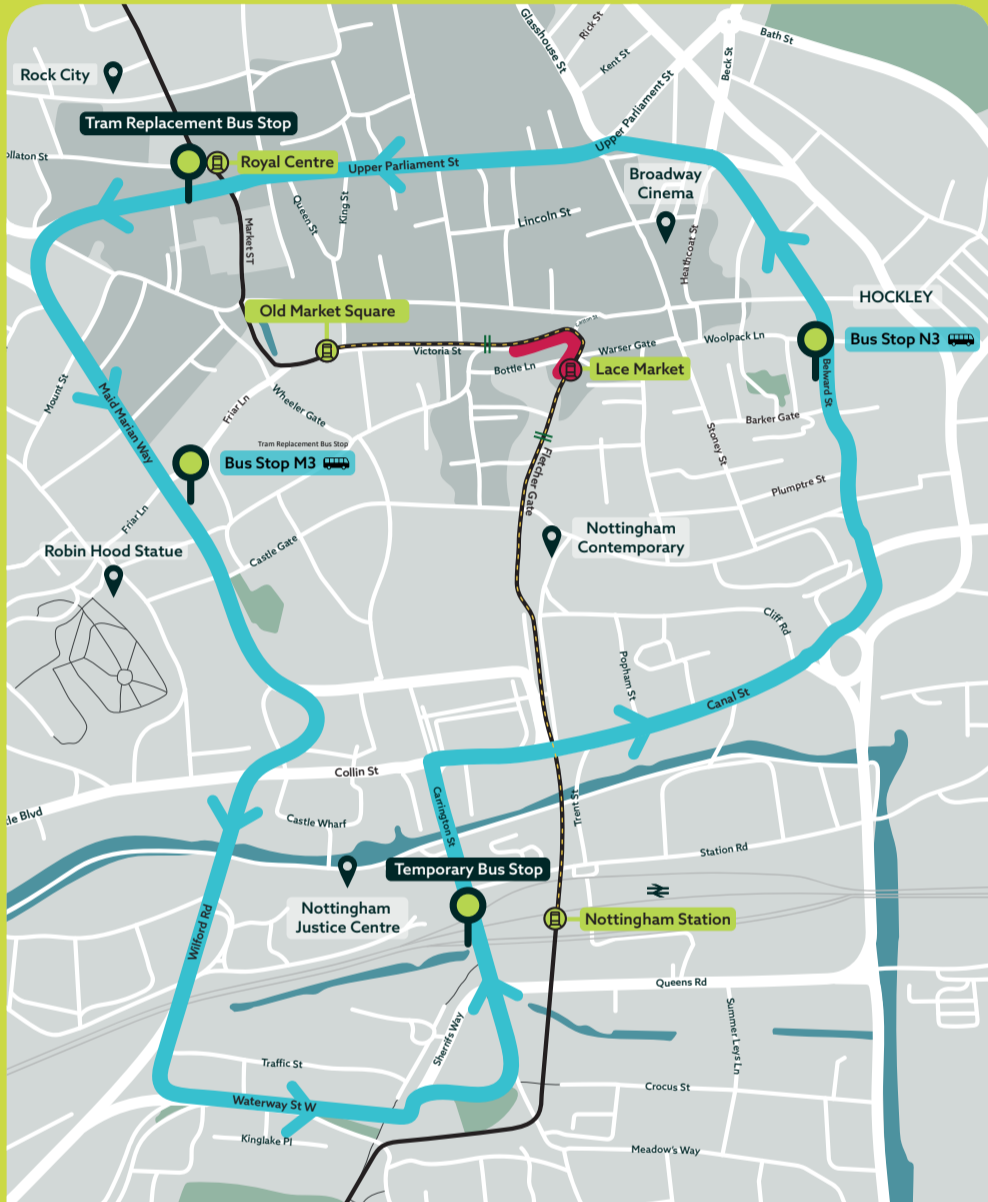 Glasshouse St
Rick St
Kent St
Beck St
Bath St
Rock City
Tram Replacement Bus Stop
Upper Parliament St
ollaton St
Royal Centre
Upper Parliament St
Broadway
Cinema
Queen St
King St
Lincoln St
Market ST
Heathcoat St
HOCKLEY
Old Market Square
Victoria St
Warser Gate
Woolpack Ln
Bus Stop N3
Bottle Ln
Lace Market
Belward St
Mount St
Maid Marian Way
Friar Ln
Wheeler Gate
Barker Gate
Stoney St
Tram Replacement Bus Stop
Bus Stop M3
Fletcher Gate
Plumptre St
Friar Ln
Castle Gate
Nottingham
Contemporary
Robin Hood Statue
Cliff Rd
Popham St
Canal St
Collin St
Carrington St
Trent St
tle Blvd
Castle Wharf
Station Rd
Temporary Bus Stop
Nottingham
Justice Centre
Nottingham Station
Wilford Rd
Queens Rd
Summer Leys Ln
Sherrifs Way
Traffic St
Crocus St
Waterway St W
Kinglake Pl
Meadow's Way